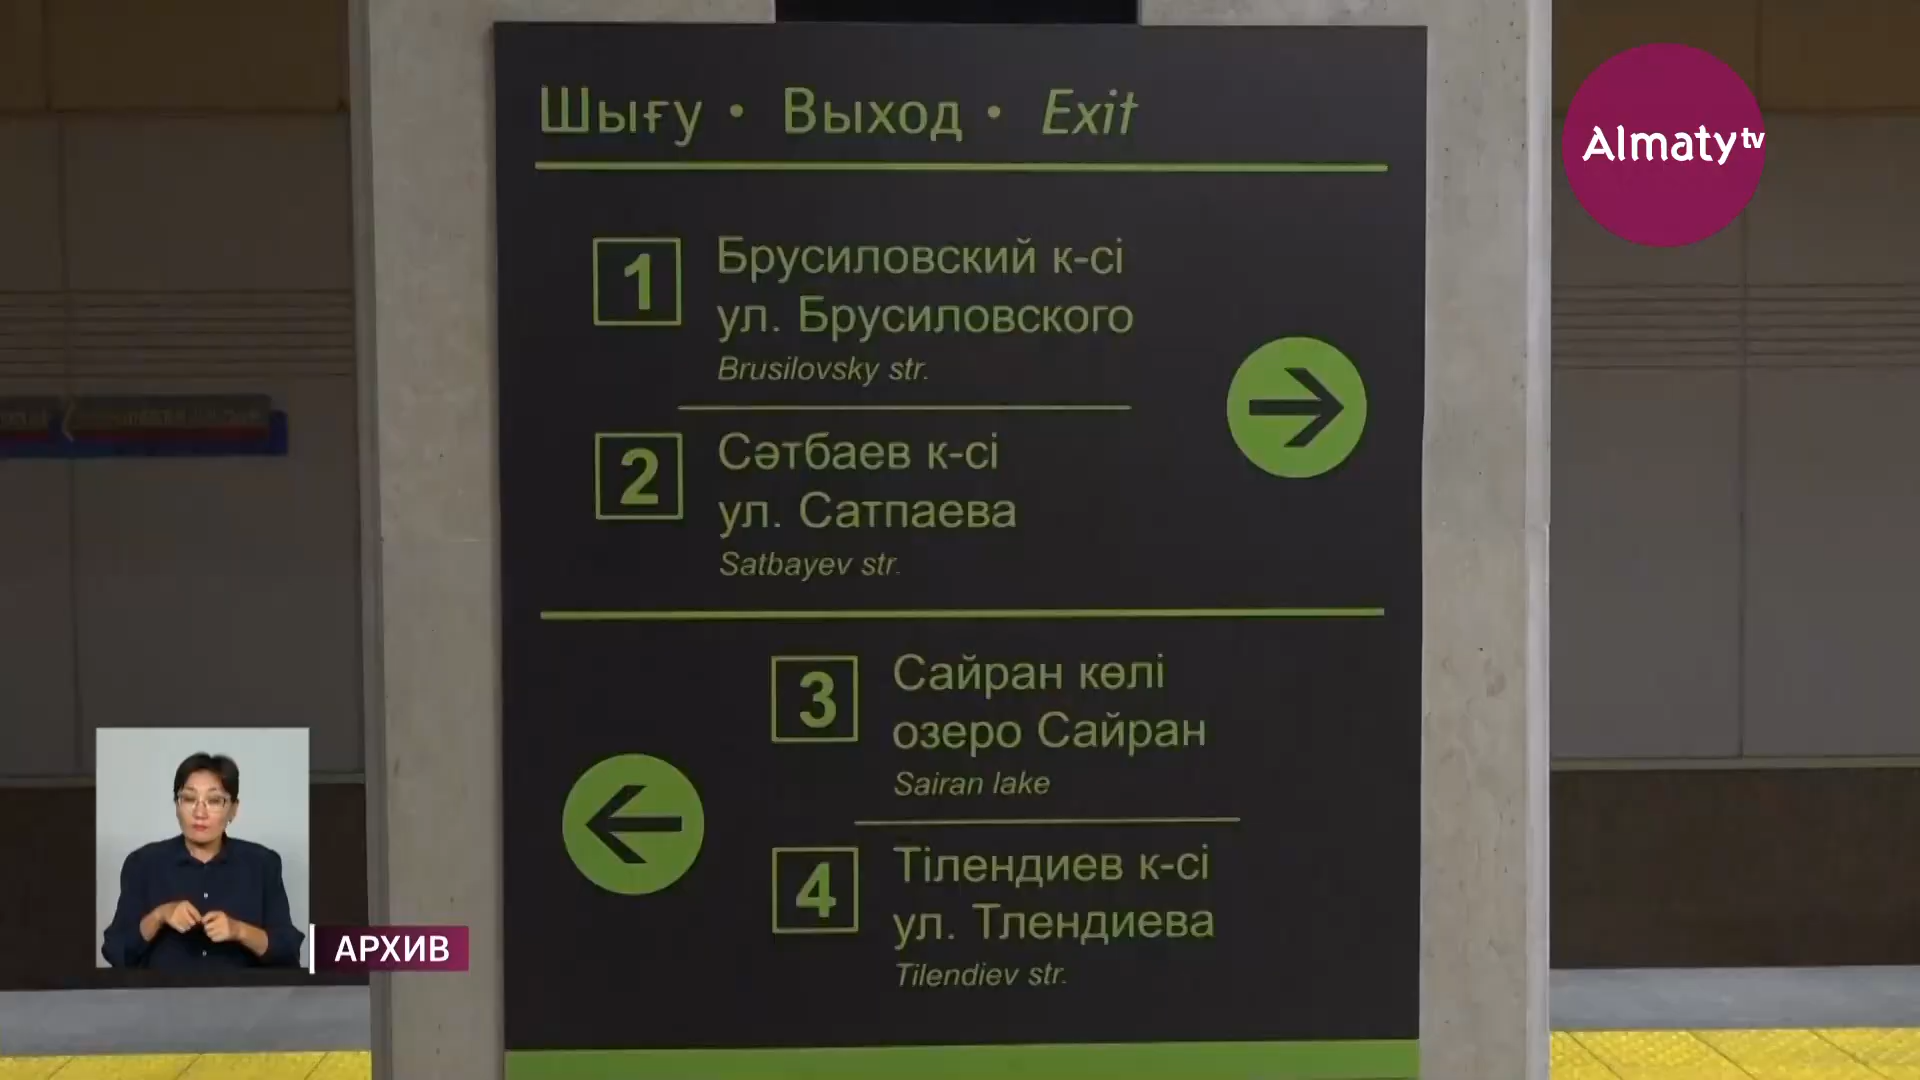 Шығу • Выход • Exit
Almaty tv
1 Брусиловский к-сі
ул. Брусиловского
Brusilovsky str.
2 Сәтбаев к-сі
ул. Сатпаева
Satbayev str.
3 Сайран көлі
озеро Сайран
Sairan lake
4 Тілендиев к-сі
ул. Тлендиева
Tilendiev str.
АРХИВ